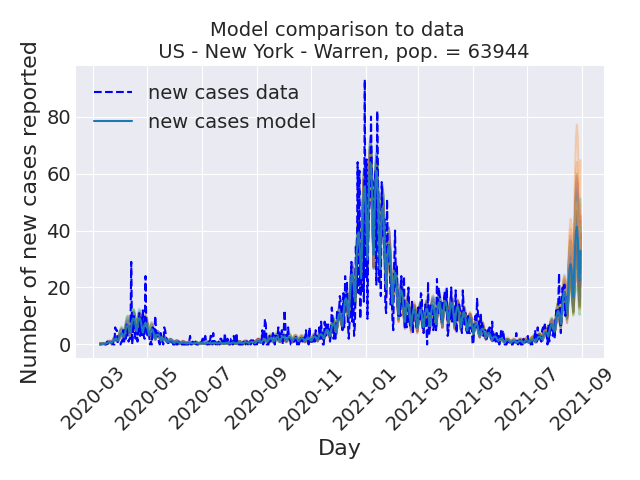 Model comparison to data
US - New York - Warren, pop. = 63944
Number of new cases reported
80
60
40
20
0
new cases data
new cases model
2020-03
2020-05
2020-07
2020-09
2020-11
2021-01
2021-03
2021-05
2021-07
2021-09
Day